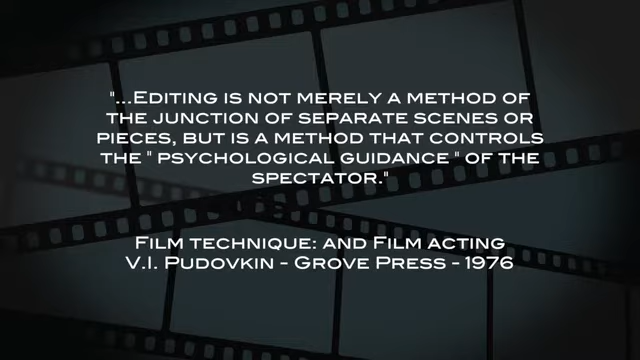 "...Editing is not merely a method of
the junction of separate scenes or
pieces, but is a method that controls
the " psychological guidance " of the
spectator."
Film technique: and Film acting
V.I. Pudovkin - Grove Press - 1976